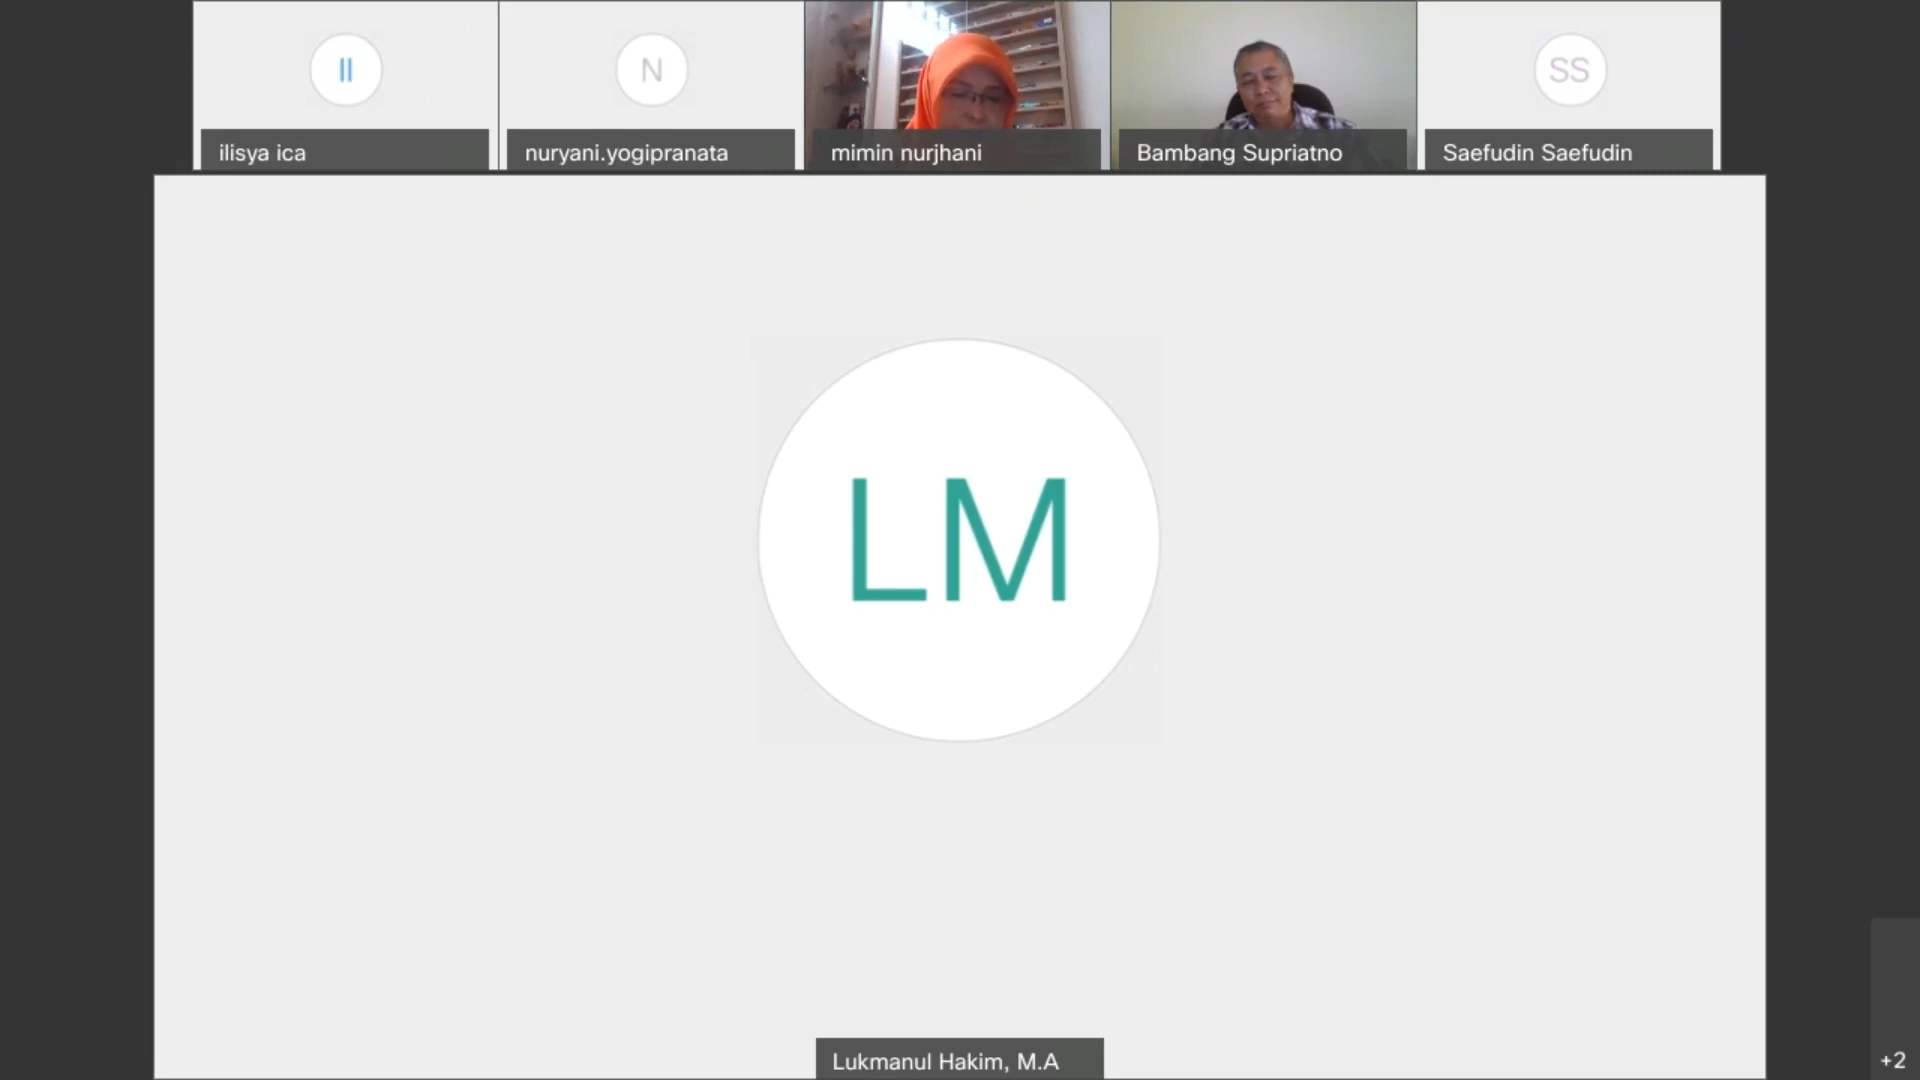 II
N
SS
ilisya ica
nuryani.yogipranata
mimin nurjhani
Bambang Supriatno
Saefudin Saefudin
LM
Lukmanul Hakim, M.A
+2